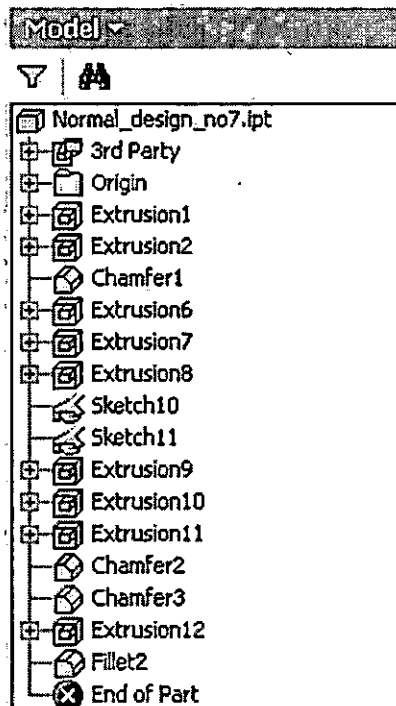 Model
Normal_design_no7.ipt
3rd Party
Origin
Extrusion1
Extrusion2
Chamfer1
Extrusion6
Extrusion7
Extrusion8
Sketch10
Sketch11
Extrusion9
Extrusion10
Extrusion11
Chamfer2
Chamfer3
Extrusion12
Fillet2
End of Part